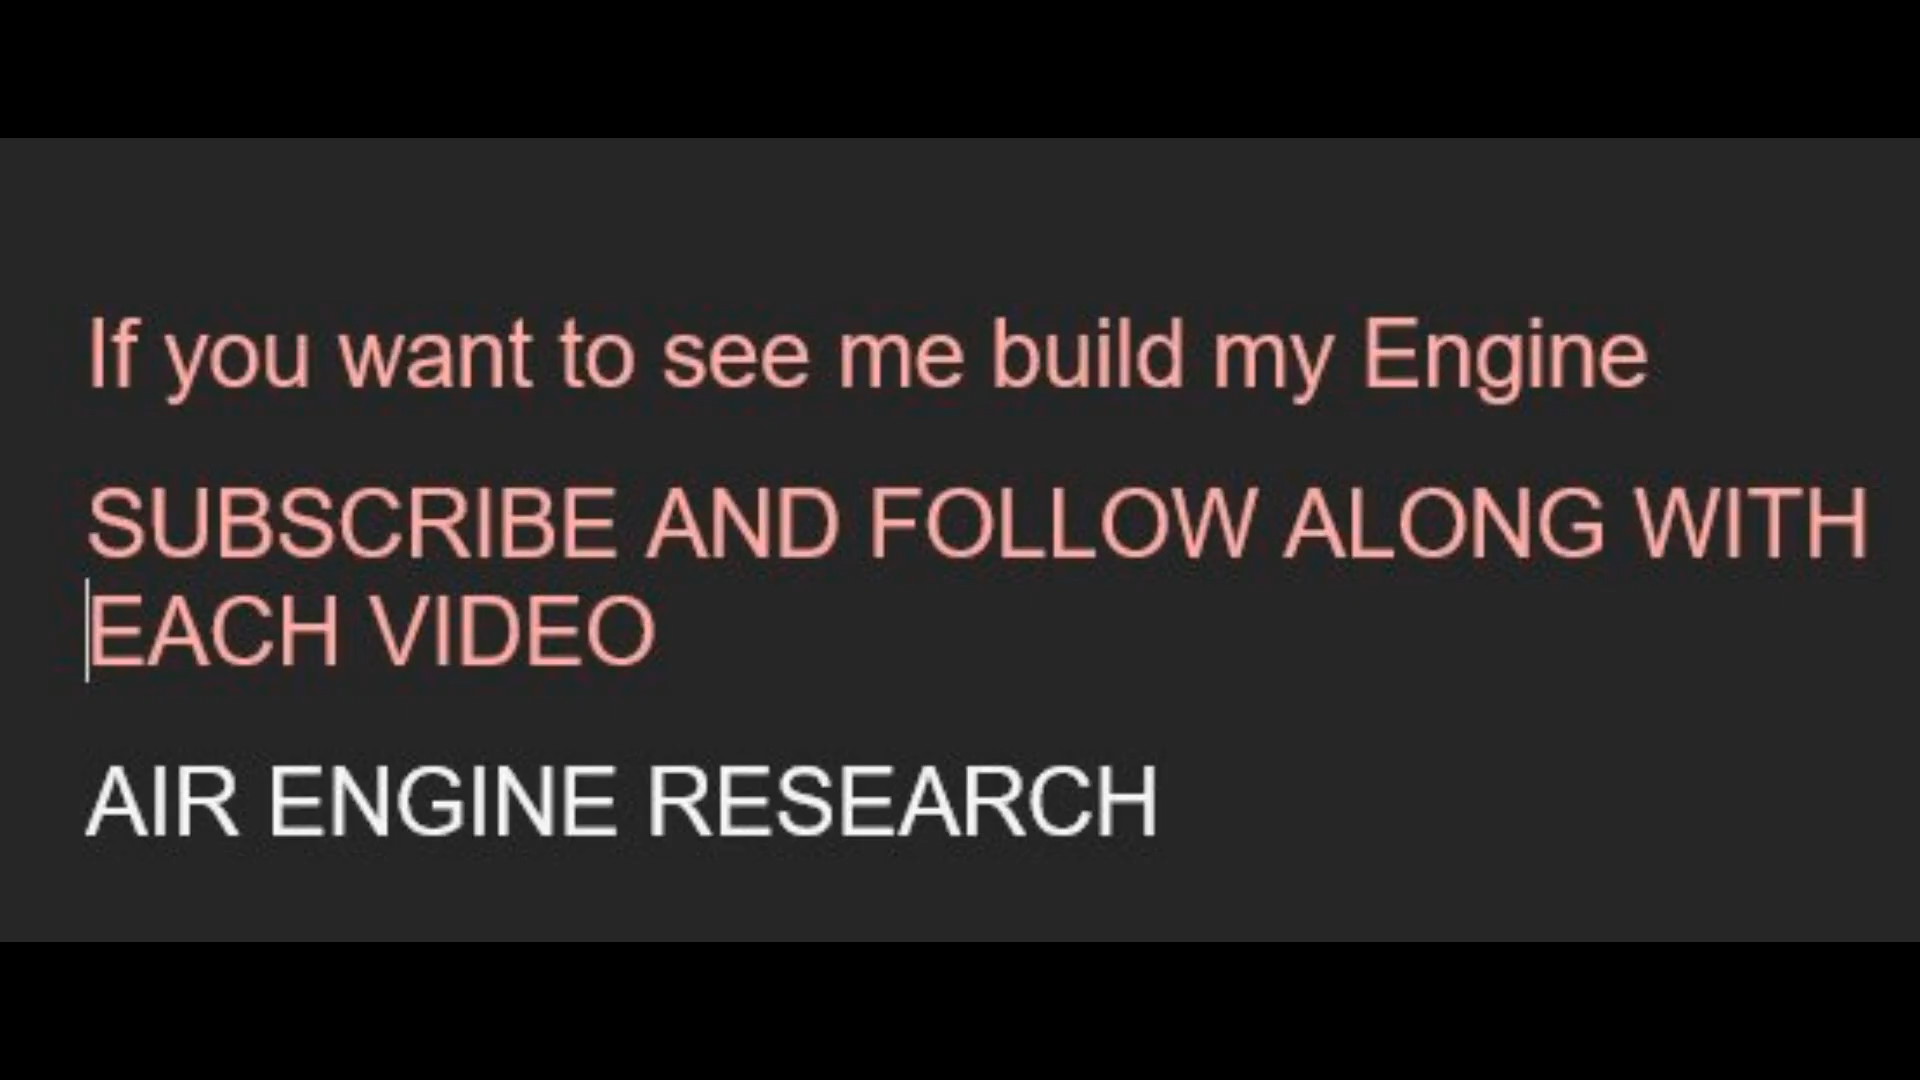 If you want to see me build my Engine
SUBSCRIBE AND FOLLOW ALONG WITH
EACH VIDEO
AIR ENGINE RESEARCH